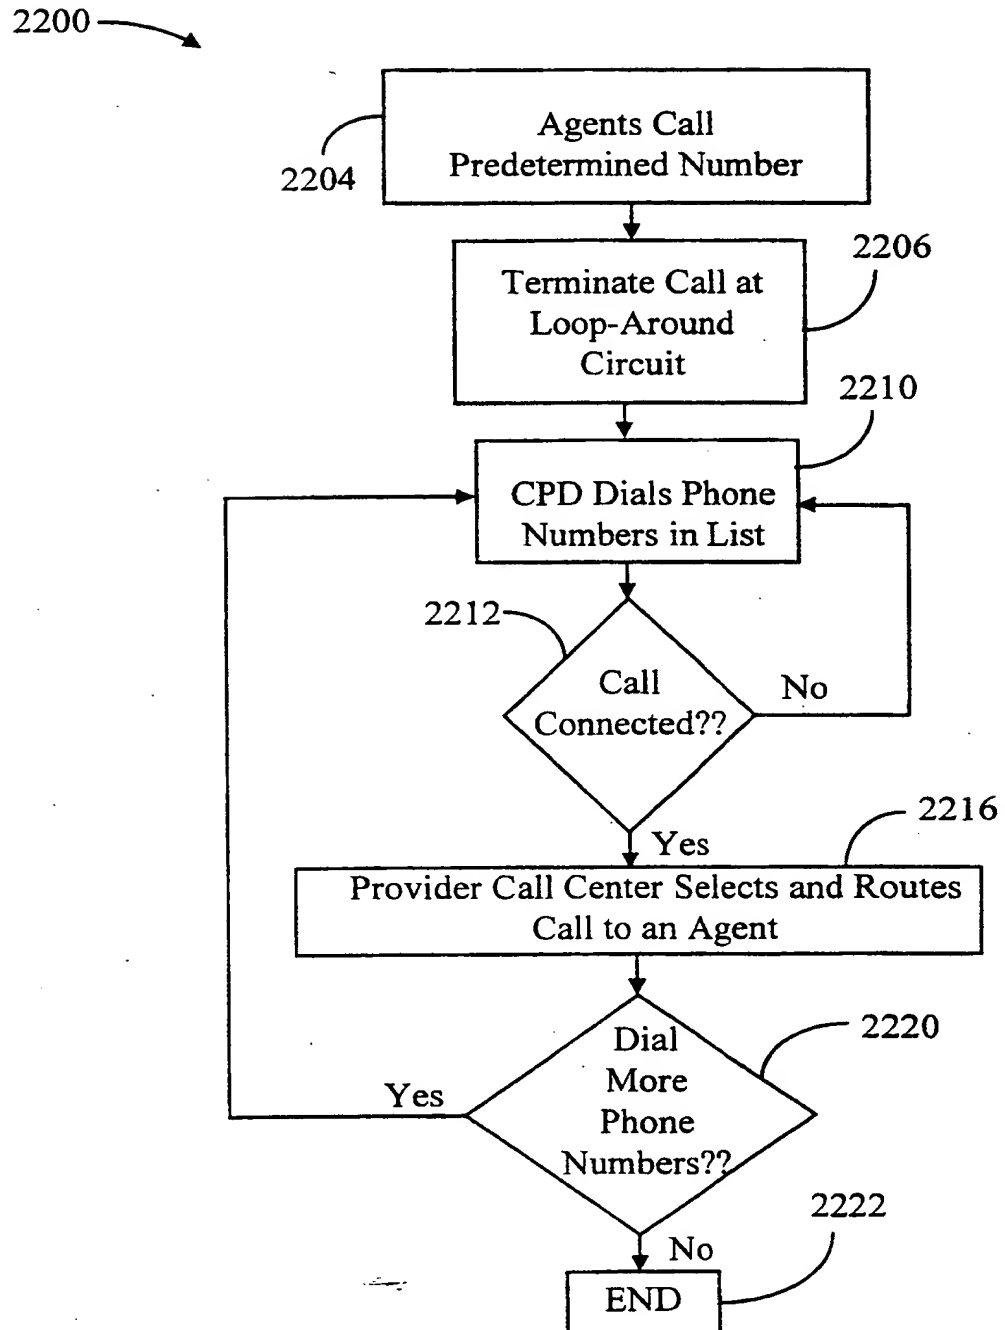 2200
Agents Call
Predetermined Number
2204
2206
Terminate Call at
Loop-Around
Circuit
2210
CPD Dials Phone
Numbers in List
2212
Call
Connected??
No
2216
Yes
Provider Call Center Selects and Routes
Call to an Agent
2220
Dial
More
Phone
Numbers??
Yes
2222
No
END